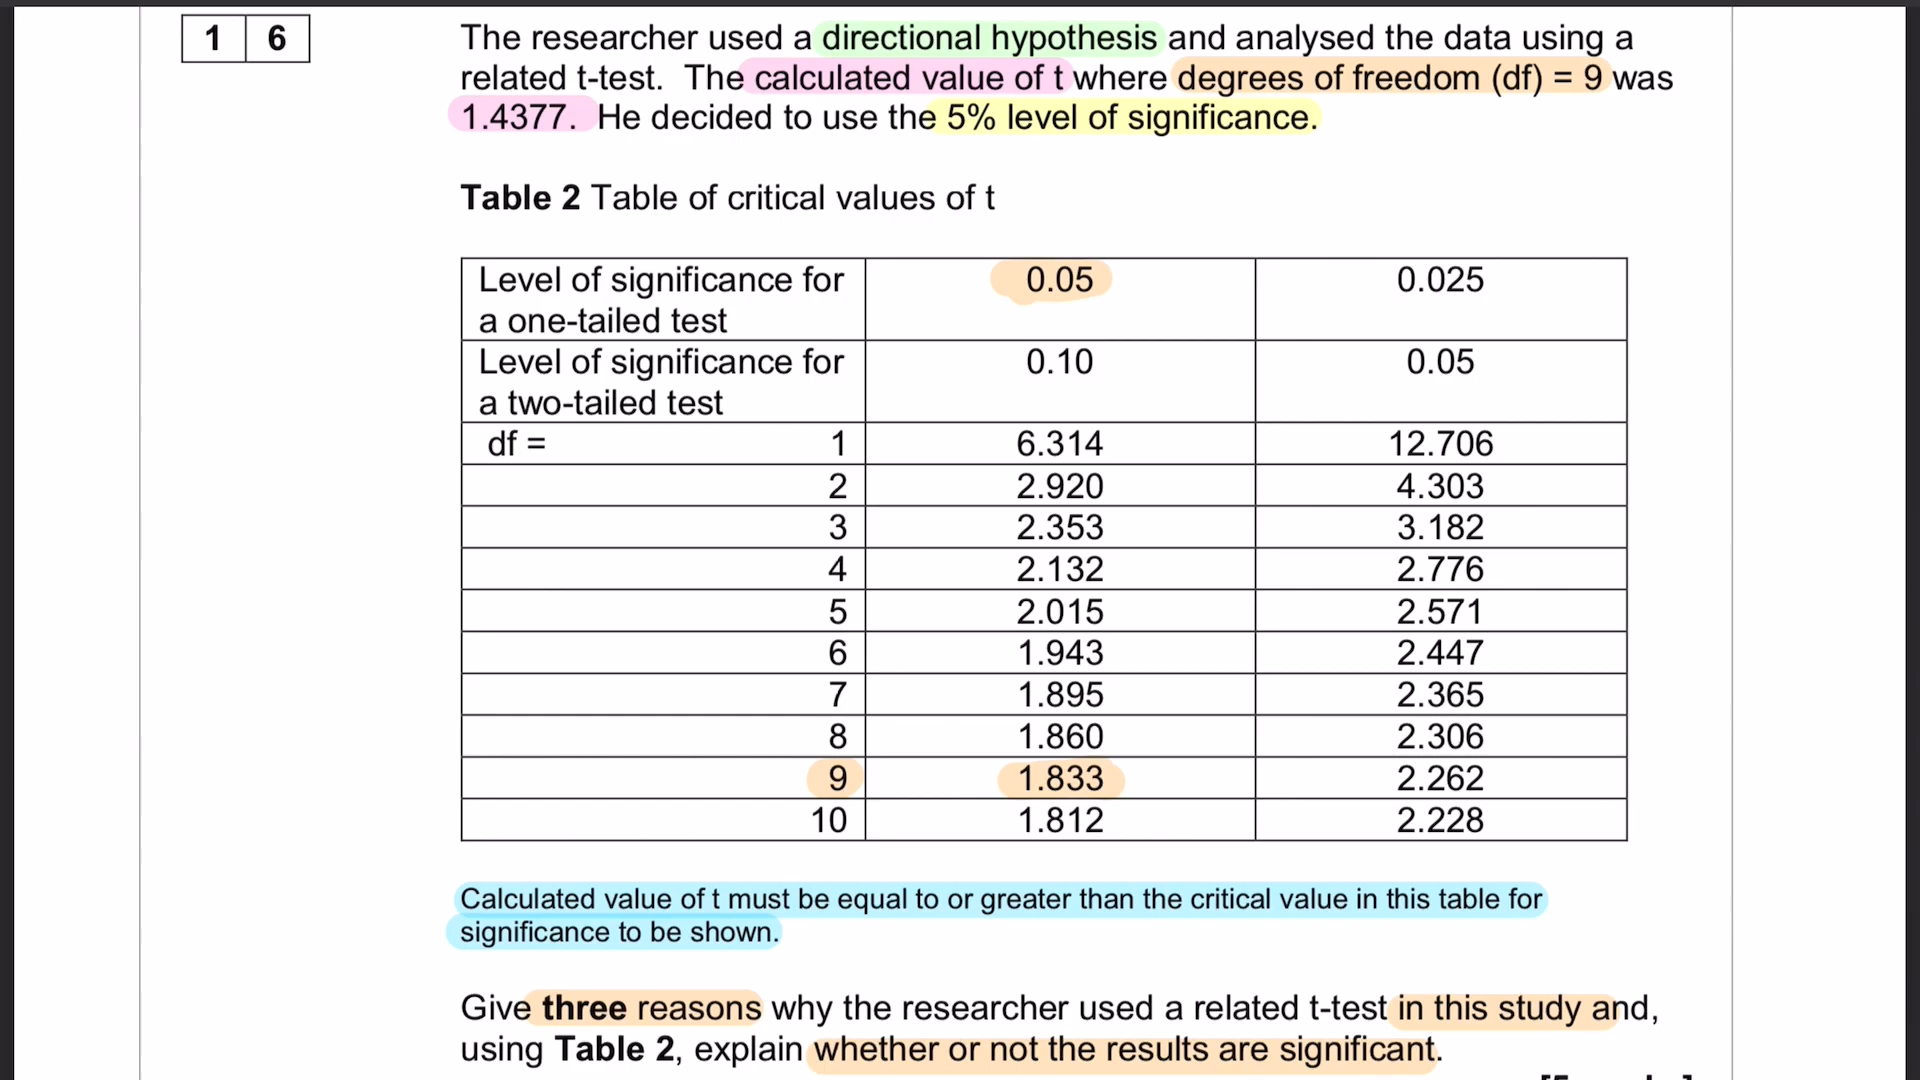 1 6
The researcher used a directional hypothesis and analysed the data using a
related t-test. The calculated value of t where degrees of freedom (df) = 9 was
1.4377. He decided to use the 5% level of significance.
Table 2 Table of critical values of t
Level of significance for
a one-tailed test
0.05
0.025
Level of significance for
a two-tailed test
0.10
0.05
df = 1 6.314 12.706
2 2.920 4.303
3 2.353 3.182
4 2.132 2.776
5 2.015 2.571
6 1.943 2.447
7 1.895 2.365
8 1.860 2.306
9 1.833 2.262
10 1.812 2.228
Calculated value of t must be equal to or greater than the critical value in this table for
significance to be shown.
Give three reasons why the researcher used a related t-test in this study and,
using Table 2, explain whether or not the results are significant.